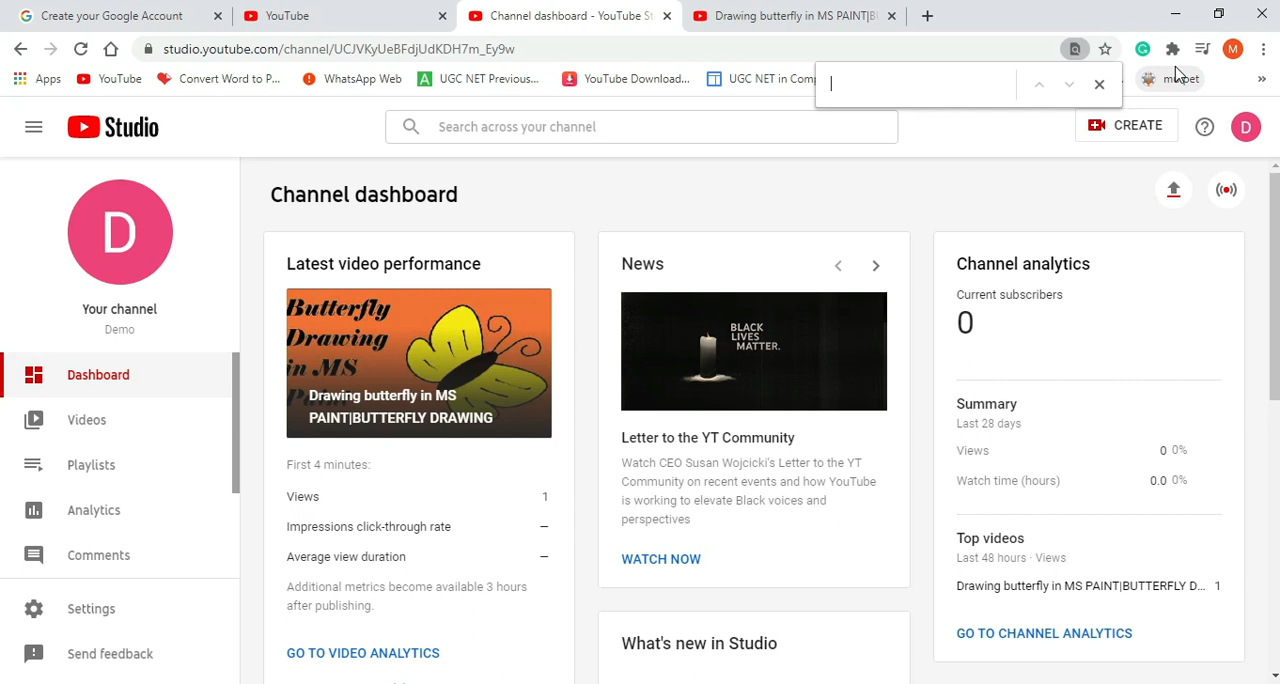 Create your Google Account
YouTube
Channel dashboard - YouTube St
Drawing butterfly in MS PAINT|B
studio.youtube.com/channel/UCJVKyUeBFdjUdKDH7m_Ey9w
M
Apps
YouTube
Convert Word to P...
WhatsApp Web
UGC NET Previous...
YouTube Download...
UGC NET in Comp
»
Studio
Search across your channel
CREATE
D
D
Your channel
Demo
Dashboard
Videos
Playlists
Analytics
Comments
Settings
Send feedback
Channel dashboard
Latest video performance
Butterfly
Drawing
in MS
Paint
Drawing butterfly in MS
PAINT|BUTTERFLY DRAWING
First 4 minutes:
Views 1
Impressions click-through rate –
Average view duration –
Additional metrics become available 3 hours
after publishing.
GO TO VIDEO ANALYTICS
News
BLACK
LIVES
MATTER.
Letter to the YT Community
Watch CEO Susan Wojcicki's Letter to the YT
Community on recent events and how YouTube
is working to elevate Black voices and
perspectives
WATCH NOW
What's new in Studio
Channel analytics
Current subscribers
0
Summary
Last 28 days
Views 0 0%
Watch time (hours) 0.0 0%
Top videos
Last 48 hours · Views
Drawing butterfly in MS PAINT|BUTTERFLY D... 1
GO TO CHANNEL ANALYTICS